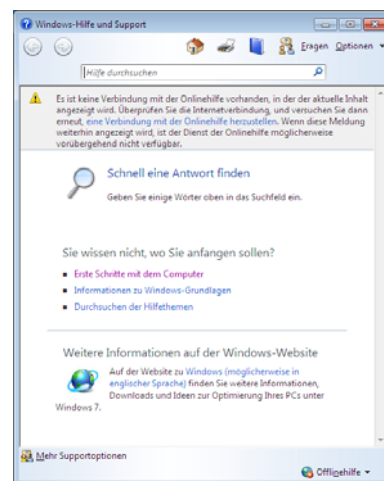 Windows-Hilfe und Support
Fragen Optionen
Hilfe durchsuchen
Es ist keine Verbindung mit der Onlinehilfe vorhanden, in der der aktuelle Inhalt
angezeigt wird. Überprüfen Sie die Internetverbindung, und versuchen Sie dann
erneut, eine Verbindung mit der Onlinehilfe herzustellen. Wenn diese Meldung
weiterhin angezeigt wird, ist der Dienst der Onlinehilfe möglicherweise
vorübergehend nicht verfügbar.
Schnell eine Antwort finden
Geben Sie einige Wörter oben in das Suchfeld ein.
Sie wissen nicht, wo Sie anfangen sollen?
Erste Schritte mit dem Computer
Informationen zu Windows-Grundlagen
Durchsuchen der Hilfethemen
Weitere Informationen auf der Windows-Website
Auf der Website zu Windows (möglicherweise in
englischer Sprache) finden Sie weitere Informationen,
Downloads und Ideen zur Optimierung Ihres PCs unter
Windows 7.
Mehr Supportoptionen
Offlinehilfe